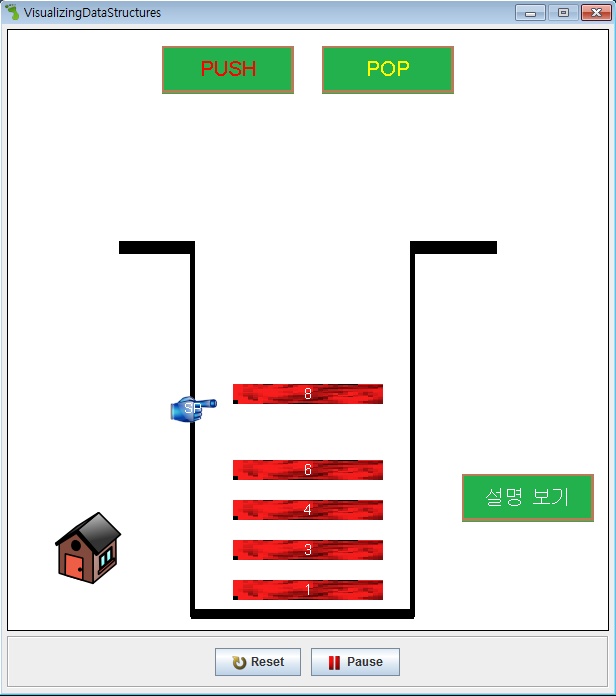 VisualizingDataStructures
PUSH
POP
8
SP
6
4
3
1
설명 보기
Reset
Pause